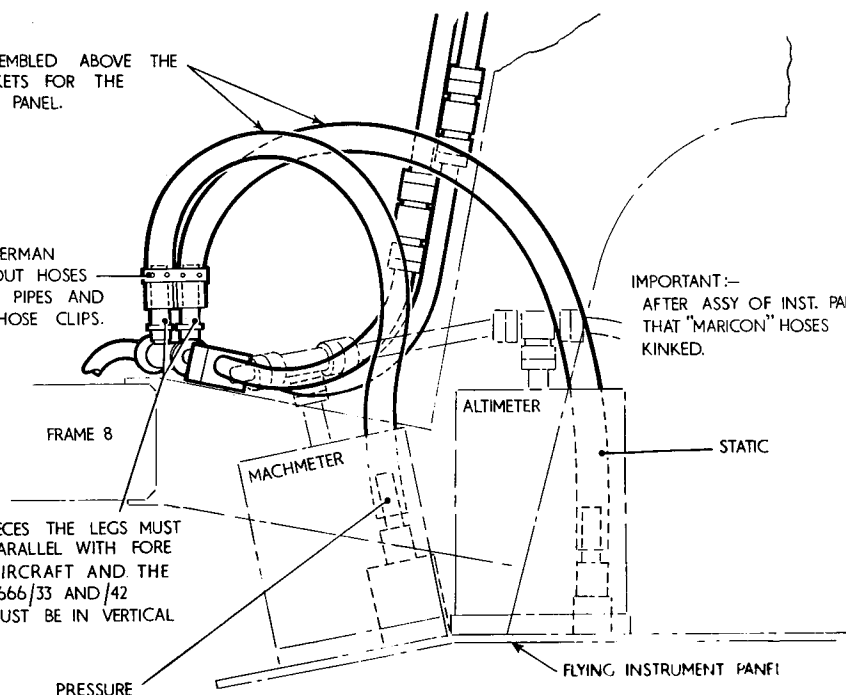 EMBLED ABOVE THE
KETS FOR THE
PANEL.
ERMAN
OUT HOSES
PIPES AND
HOSE CLIPS.
IMPORTANT:—
AFTER ASSY OF INST. PA
THAT "MARICON" HOSES
KINKED.
ALTIMETER
FRAME 8
MACHMETER
STATIC
ECES THE LEGS MUST
PARALLEL WITH FORE
IRCRAFT AND THE
666/33 AND /42
UST BE IN VERTICAL
PRESSURE
FLYING INSTRUMENT PANEL